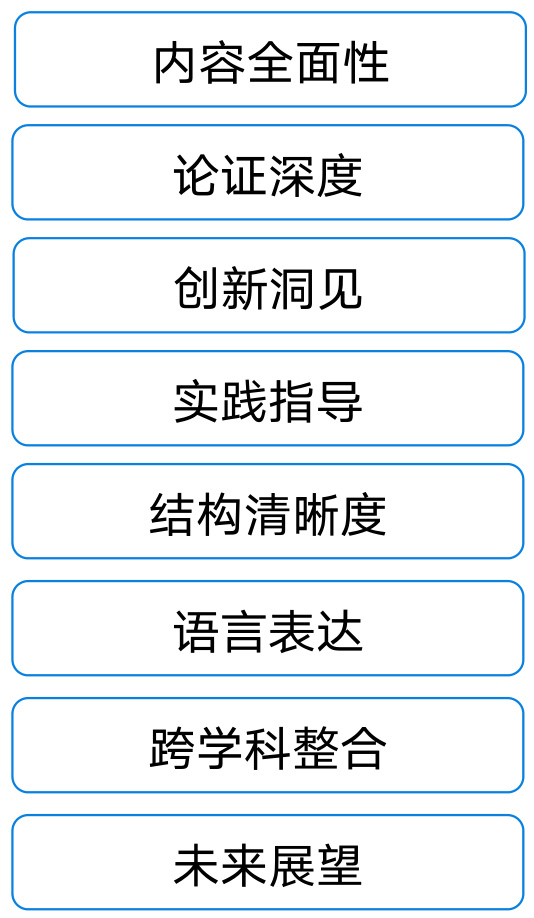 内容全面性
论证深度
创新洞见
实践指导
结构清晰度
语言表达
跨学科整合
未来展望